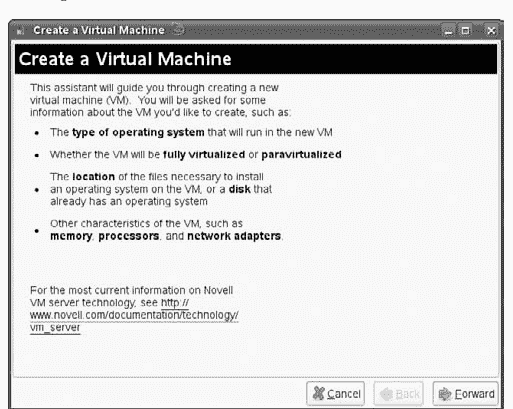 Create a Virtual Machine
Create a Virtual Machine
This assistant will guide you through creating a new
virtual machine (VM). You will be asked for some
information about the VM you'd like to create, such as:
• The type of operating system that will run in the new VM
• Whether the VM will be fully virtualized or paravirtualized
The location of the files necessary to install
• an operating system on the VM, or a disk that
already has an operating system
Other characteristics of the VM, such as
• memory, processors, and network adapters.
For the most current information on Novell
VM server technology, see http://
www.novell.com/documentation/technology/
vm_server
Cancel Back Forward